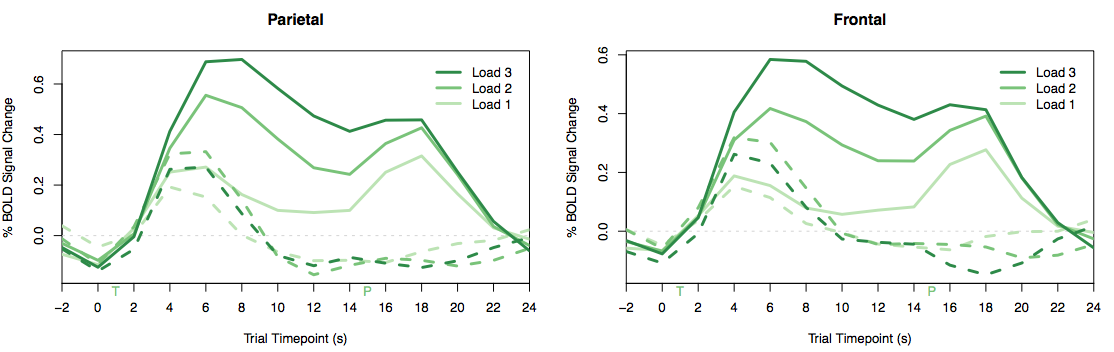 Parietal
% BOLD Signal Change
0.6
0.4
0.2
0.0
Load 3
Load 2
Load 1
−2 0 2 4 6 8 10 12 14 16 18 20 22 24
T P
Trial Timepoint (s)
Frontal
% BOLD Signal Change
0.6
0.4
0.2
0.0
Load 3
Load 2
Load 1
−2 0 2 4 6 8 10 12 14 16 18 20 22 24
T P
Trial Timepoint (s)